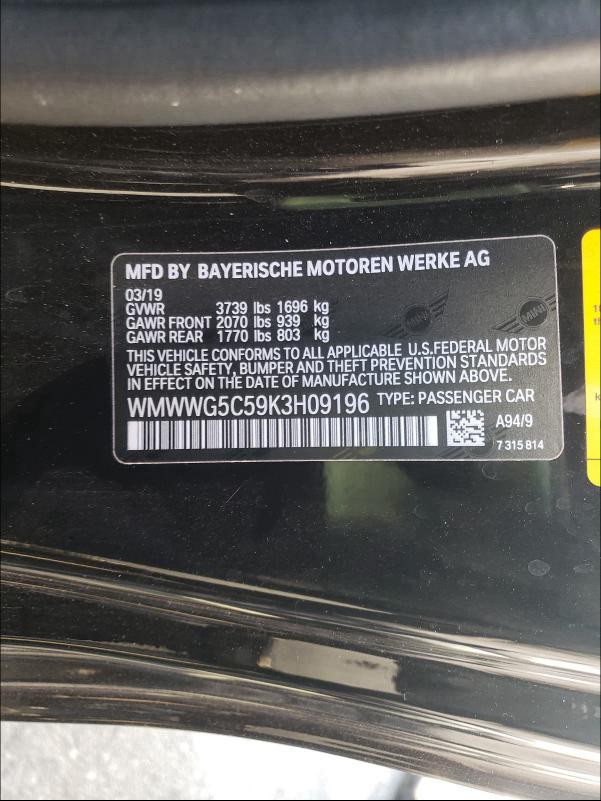 MFD BY BAYERISCHE MOTOREN WERKE AG
03/19
GVWR 3739 lbs 1696 kg
GAWR FRONT 2070 lbs 939 kg
GAWR REAR 1770 lbs 803 kg
THIS VEHICLE CONFORMS TO ALL APPLICABLE U.S.FEDERAL MOTOR
VEHICLE SAFETY, BUMPER AND THEFT PREVENTION STANDARDS
IN EFFECT ON THE DATE OF MANUFACTURE SHOWN ABOVE.
WMWWG5C59K3H09196 TYPE: PASSENGER CAR
A94/9
7 315 814
MINI
MINI